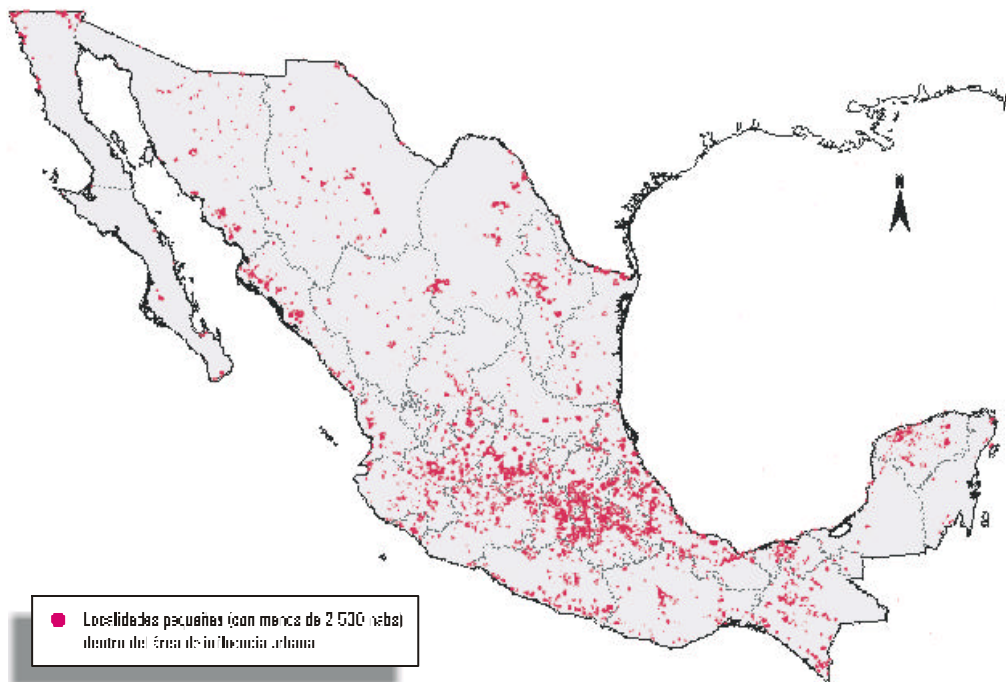 N
Localidades pequeñas (con menos de 2 500 habs)
dentro del área de influencia urbana